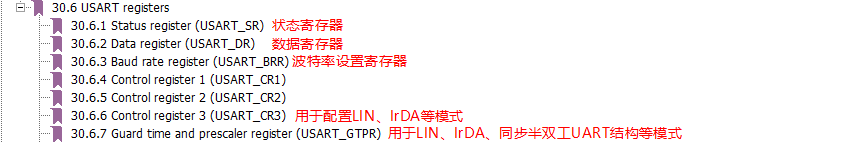 30.6 USART registers
30.6.1 Status register (USART_SR) 状态寄存器
30.6.2 Data register (USART_DR) 数据寄存器
30.6.3 Baud rate register (USART_BRR) 波特率设置寄存器
30.6.4 Control register 1 (USART_CR1)
30.6.5 Control register 2 (USART_CR2)
30.6.6 Control register 3 (USART_CR3) 用于配置LIN、IrDA等模式
30.6.7 Guard time and prescaler register (USART_GTPR) 用于LIN、IrDA、同步半双工UART结构等模式